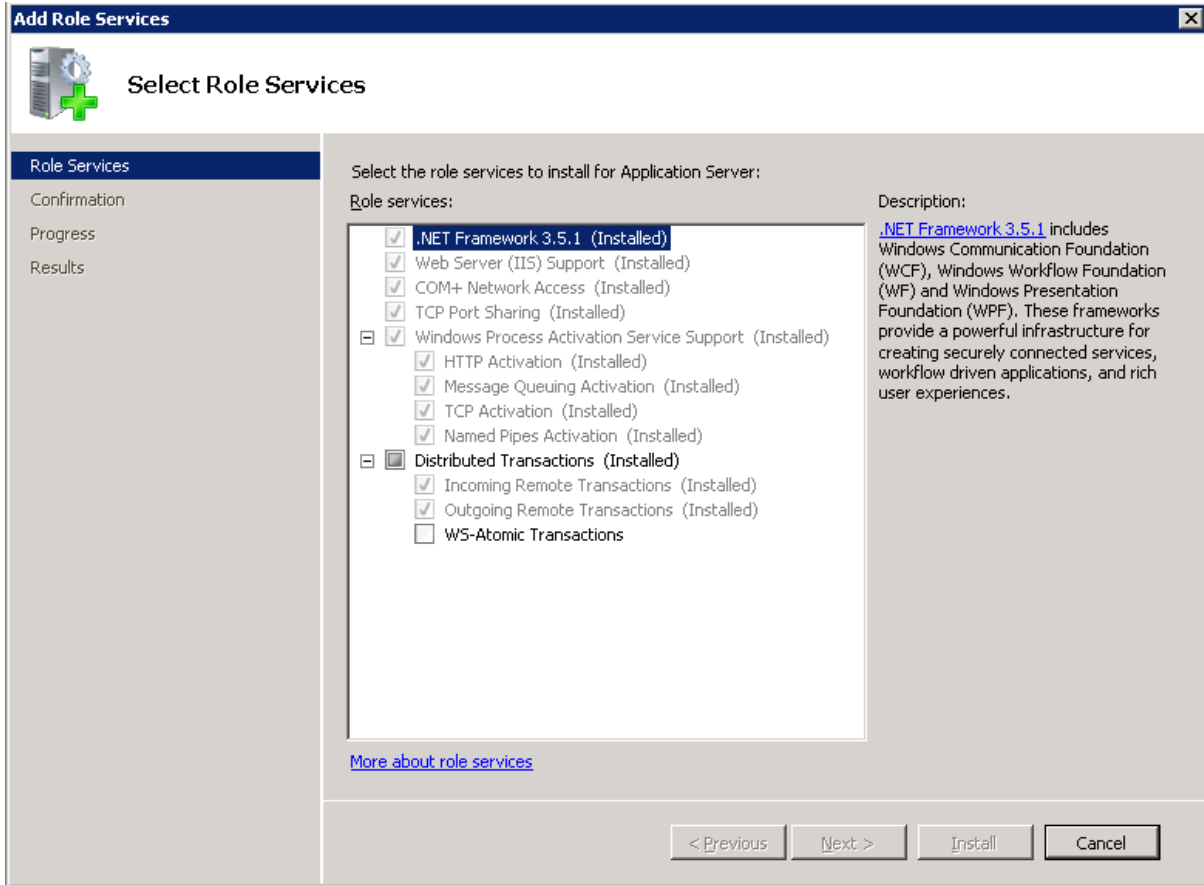 Add Role Services
Select Role Services
Role Services
Confirmation
Progress
Results
Select the role services to install for Application Server:
Role services:
.NET Framework 3.5.1 (Installed)
Web Server (IIS) Support (Installed)
COM+ Network Access (Installed)
TCP Port Sharing (Installed)
Windows Process Activation Service Support (Installed)
HTTP Activation (Installed)
Message Queuing Activation (Installed)
TCP Activation (Installed)
Named Pipes Activation (Installed)
Distributed Transactions (Installed)
Incoming Remote Transactions (Installed)
Outgoing Remote Transactions (Installed)
WS-Atomic Transactions
More about role services
Description:
.NET Framework 3.5.1 includes
Windows Communication Foundation
(WCF), Windows Workflow Foundation
(WF) and Windows Presentation
Foundation (WPF). These frameworks
provide a powerful infrastructure for
creating securely connected services,
workflow driven applications, and rich
user experiences.
< Previous
Next >
Install
Cancel